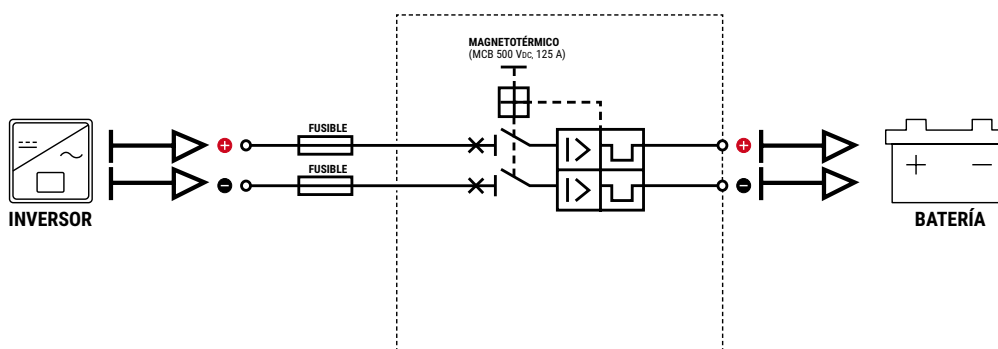 MAGNETOTÉRMICO
(MCB 500 VDC, 125 A)
FUSIBLE
FUSIBLE
INVERSOR
BATERÍA